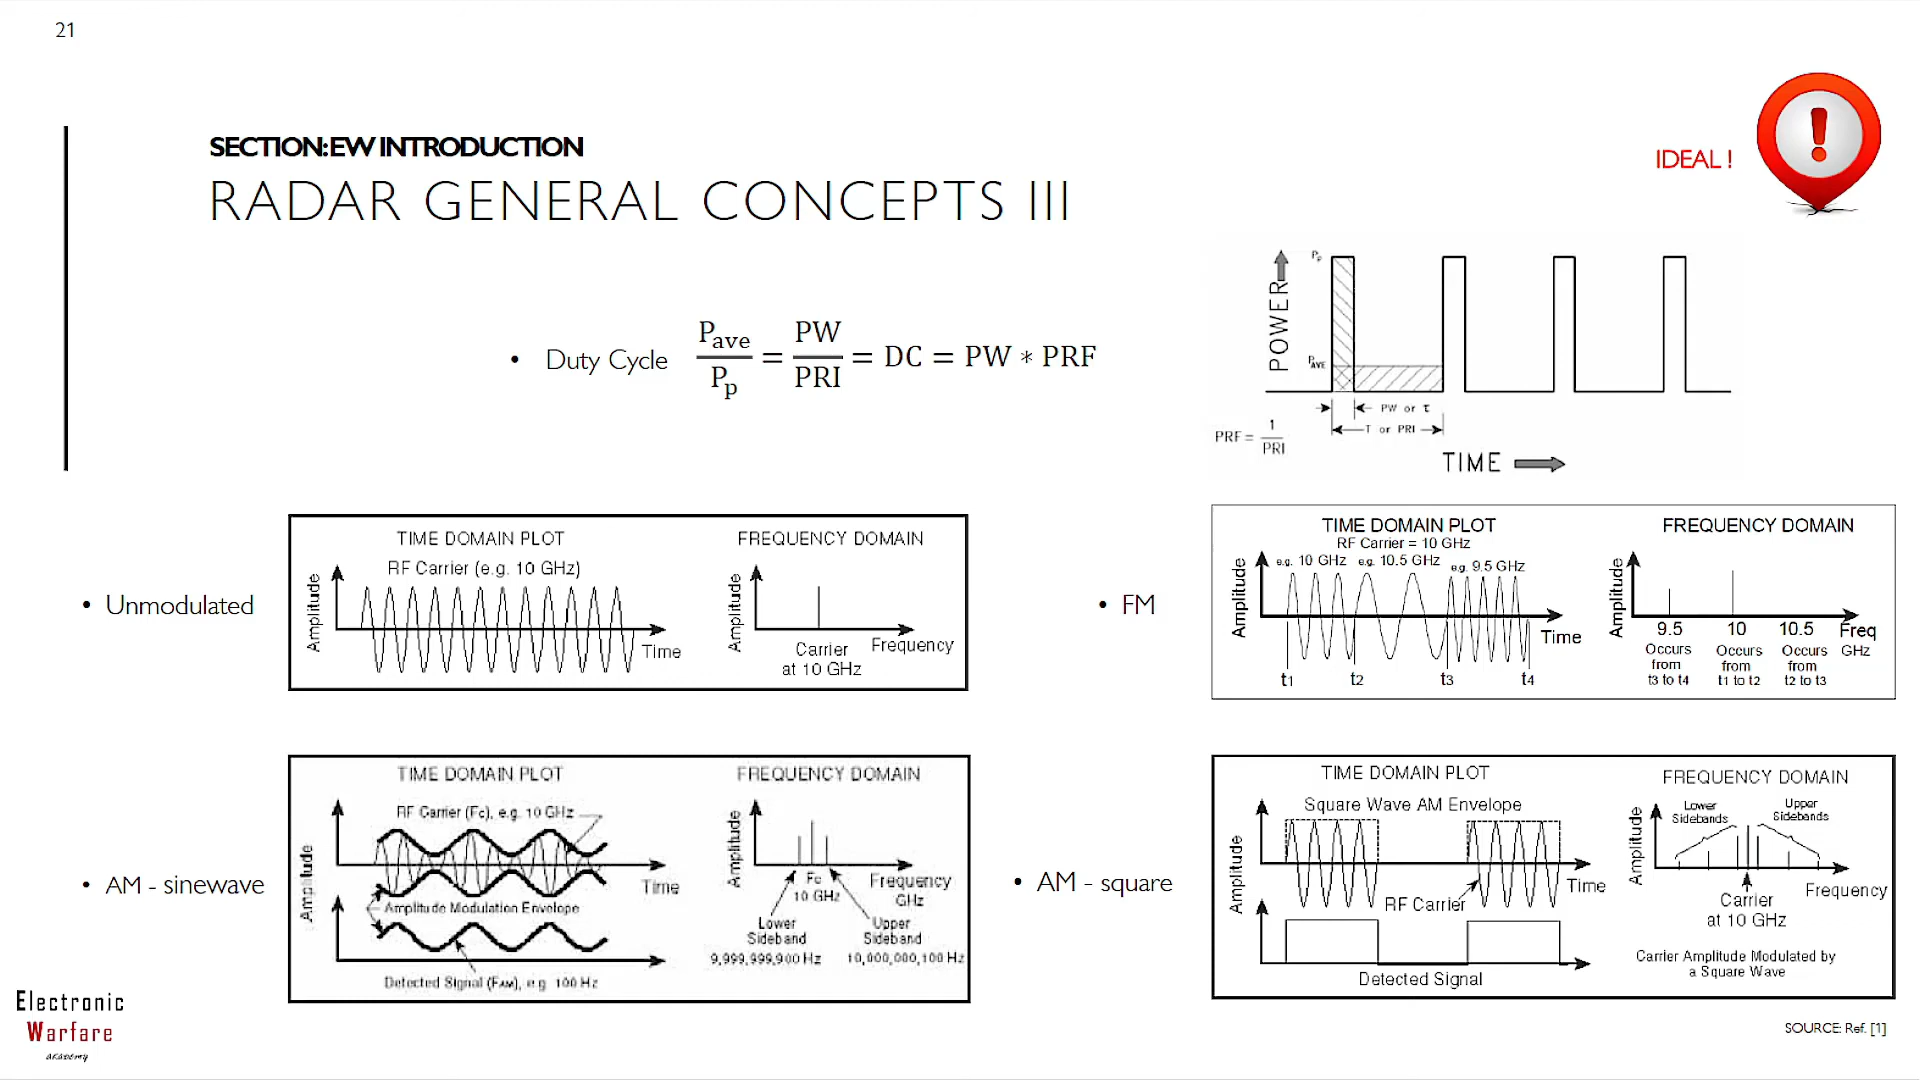 21
SECTION:EW INTRODUCTION
RADAR GENERAL CONCEPTS III
IDEAL !
• Duty Cycle P_ave/P_p = PW/PRI = DC = PW * PRF
POWER
Pp
PAVE
PW or τ
T or PRI
PRF = 1/PRI
TIME
• Unmodulated
TIME DOMAIN PLOT
RF Carrier (e.g. 10 GHz)
Amplitude
Time
FREQUENCY DOMAIN
Amplitude
Frequency
Carrier
at 10 GHz
• FM
TIME DOMAIN PLOT
RF Carrier = 10 GHz
e.g. 10 GHz e.g. 10.5 GHz e.g. 9.5 GHz
Amplitude
Time
t1 t2 t3 t4
FREQUENCY DOMAIN
Amplitude
9.5 10 10.5 Freq
Occurs Occurs Occurs GHz
from from from
t3 to t4 t1 to t2 t2 to t3
• AM - sinewave
TIME DOMAIN PLOT
RF Carrier (Fc), e.g. 10 GHz
Amplitude
Time
Amplitude Modulation Envelope
Detected Signal (FAM), e.g. 100 Hz
FREQUENCY DOMAIN
Amplitude
Fc
10 GHz
Frequency
GHz
Lower
Sideband
9,999,999,900 Hz
Upper
Sideband
10,000,000,100 Hz
• AM - square
TIME DOMAIN PLOT
Square Wave AM Envelope
Amplitude
Time
RF Carrier
Detected Signal
FREQUENCY DOMAIN
Lower
Sidebands
Upper
Sidebands
Amplitude
Frequency
Carrier
at 10 GHz
Carrier Amplitude Modulated by
a Square Wave
Electronic
Warfare
academy
SOURCE: Ref. [1]